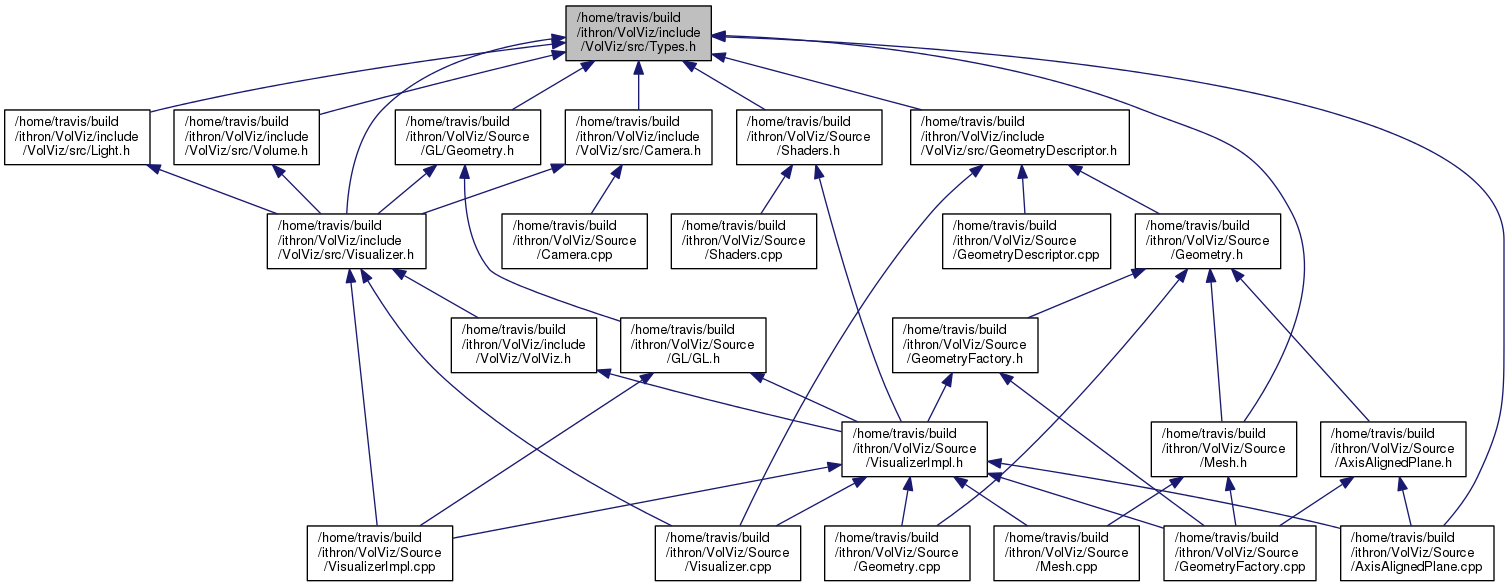 /home/travis/build
/ithron/VolViz/include
/VolViz/src/Types.h
/home/travis/build
/ithron/VolViz/include
/VolViz/src/Light.h
/home/travis/build
/ithron/VolViz/include
/VolViz/src/Volume.h
/home/travis/build
/ithron/VolViz/Source
/GL/Geometry.h
/home/travis/build
/ithron/VolViz/include
/VolViz/src/Camera.h
/home/travis/build
/ithron/VolViz/Source
/Shaders.h
/home/travis/build
/ithron/VolViz/include
/VolViz/src/GeometryDescriptor.h
/home/travis/build
/ithron/VolViz/include
/VolViz/src/Visualizer.h
/home/travis/build
/ithron/VolViz/Source
/Camera.cpp
/home/travis/build
/ithron/VolViz/Source
/Shaders.cpp
/home/travis/build
/ithron/VolViz/Source
/GeometryDescriptor.cpp
/home/travis/build
/ithron/VolViz/Source
/Geometry.h
/home/travis/build
/ithron/VolViz/include
/VolViz/VolViz.h
/home/travis/build
/ithron/VolViz/Source
/GL/GL.h
/home/travis/build
/ithron/VolViz/Source
/GeometryFactory.h
/home/travis/build
/ithron/VolViz/Source
/VisualizerImpl.h
/home/travis/build
/ithron/VolViz/Source
/Mesh.h
/home/travis/build
/ithron/VolViz/Source
/AxisAlignedPlane.h
/home/travis/build
/ithron/VolViz/Source
/VisualizerImpl.cpp
/home/travis/build
/ithron/VolViz/Source
/Visualizer.cpp
/home/travis/build
/ithron/VolViz/Source
/Geometry.cpp
/home/travis/build
/ithron/VolViz/Source
/Mesh.cpp
/home/travis/build
/ithron/VolViz/Source
/GeometryFactory.cpp
/home/travis/build
/ithron/VolViz/Source
/AxisAlignedPlane.cpp